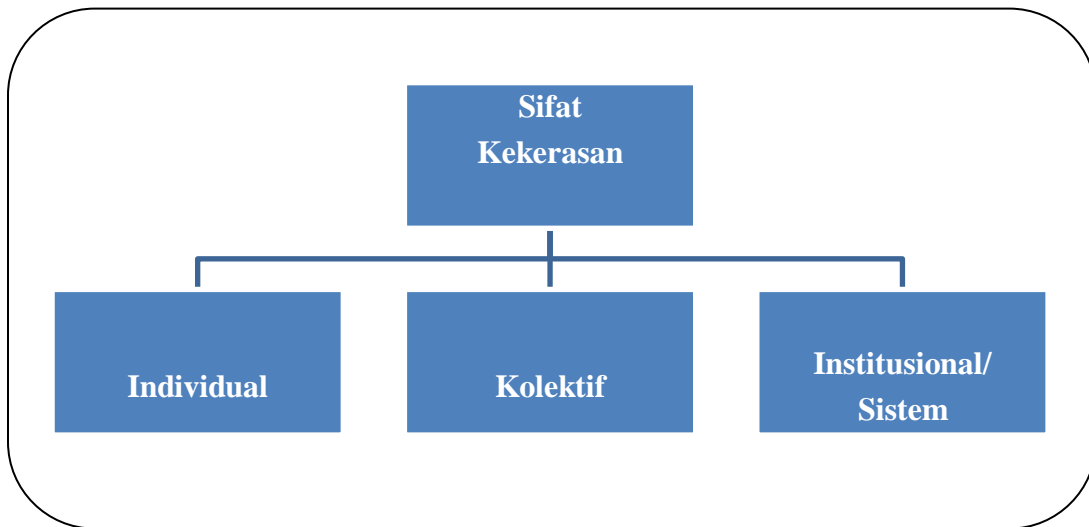 Sifat
Kekerasan
Individual
Kolektif
Institusional/
Sistem